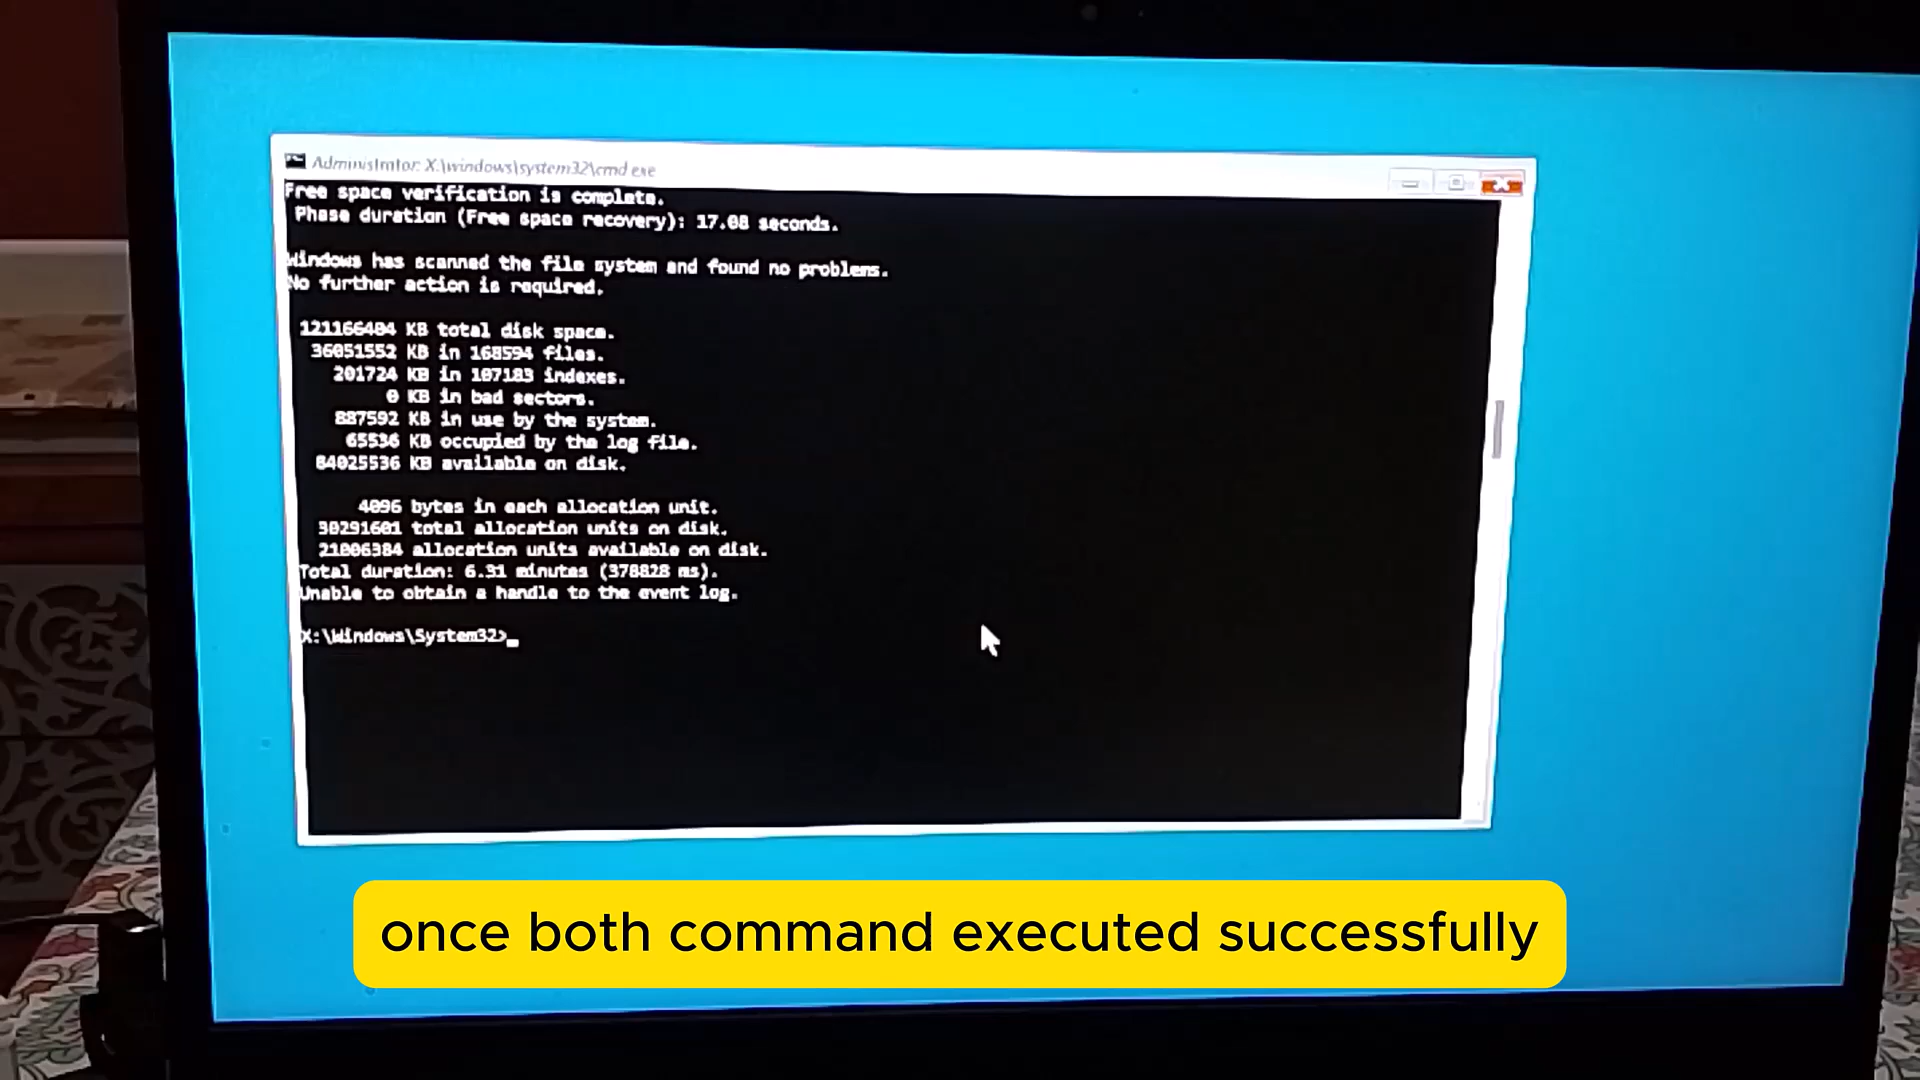 Administrator: X:\windows\system32\cmd.exe
Free space verification is complete.
Phase duration (Free space recovery): 17.08 seconds.
Windows has scanned the file system and found no problems.
No further action is required.
121166404 KB total disk space.
36051552 KB in 168594 files.
201724 KB in 107183 indexes.
0 KB in bad sectors.
887592 KB in use by the system.
65536 KB occupied by the log file.
84025536 KB available on disk.
4096 bytes in each allocation unit.
30291601 total allocation units on disk.
21006384 allocation units available on disk.
Total duration: 6.31 minutes (378828 ms).
Unable to obtain a handle to the event log.
X:\Windows\System32>_
once both command executed successfully